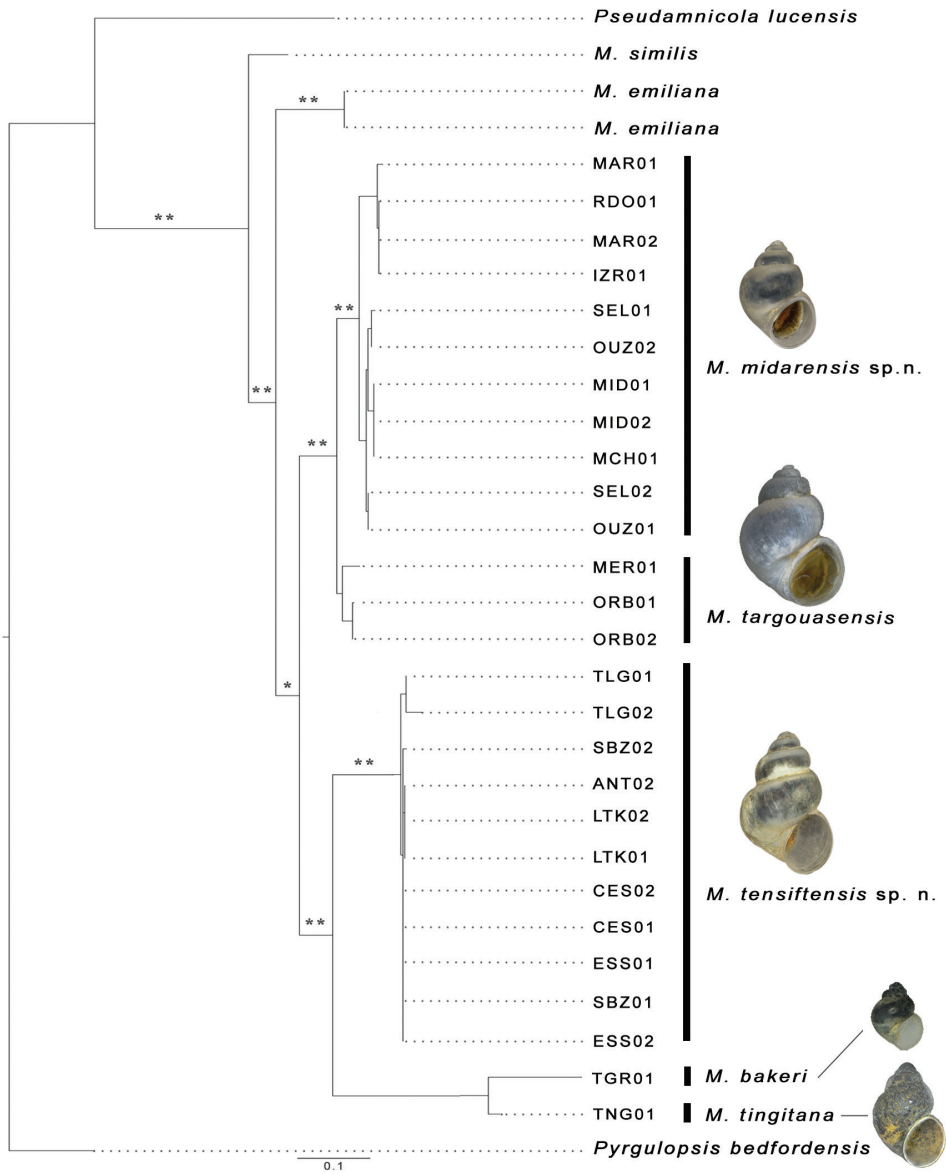 Pseudamnicola lucensis
M. similis
M. emiliana
**
M. emiliana
MAR01
RDO01
**
MAR02
IZR01
SEL01
**
OUZ02
M. midarensis sp.n.
MID01
**
MID02
**
MCH01
SEL02
OUZ01
MER01
ORB01
M. targouasensis
ORB02
TLG01
*
TLG02
SBZ02
**
ANT02
LTK02
LTK01
CES02
M. tensiftensis sp. n.
CES01
**
ESS01
SBZ01
ESS02
TGR01
M. bakeri
TNG01
M. tingitana
Pyrgulopsis bedfordensis
0.1